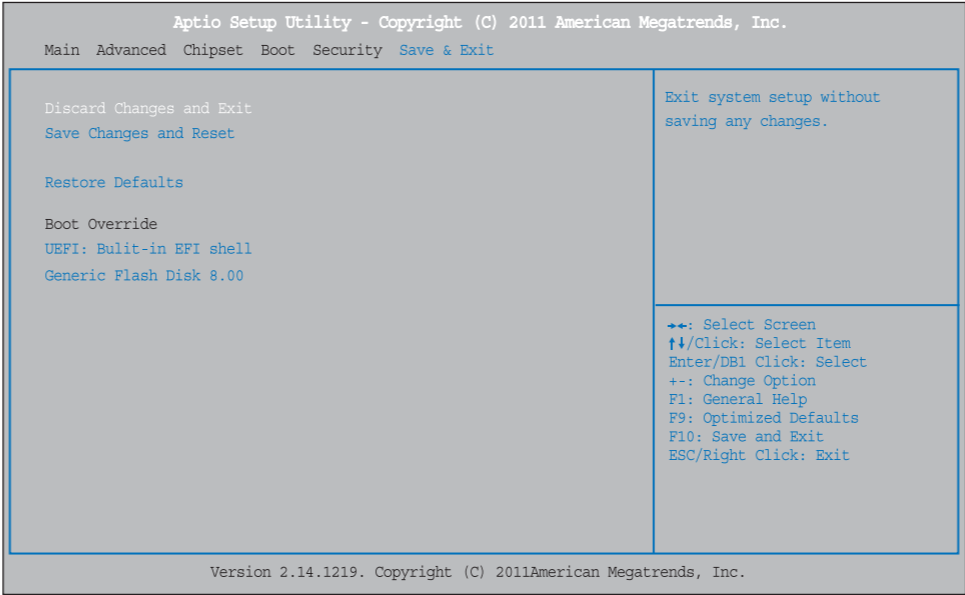 Aptio Setup Utility - Copyright (C) 2011 American Megatrends, Inc.
Main Advanced Chipset Boot Security Save & Exit
Discard Changes and Exit
Save Changes and Reset
Restore Defaults
Boot Override
UEFI: Bulit-in EFI shell
Generic Flash Disk 8.00
Exit system setup without
saving any changes.
→←: Select Screen
↑↓/Click: Select Item
Enter/DB1 Click: Select
+-: Change Option
F1: General Help
F9: Optimized Defaults
F10: Save and Exit
ESC/Right Click: Exit
Version 2.14.1219. Copyright (C) 2011American Megatrends, Inc.